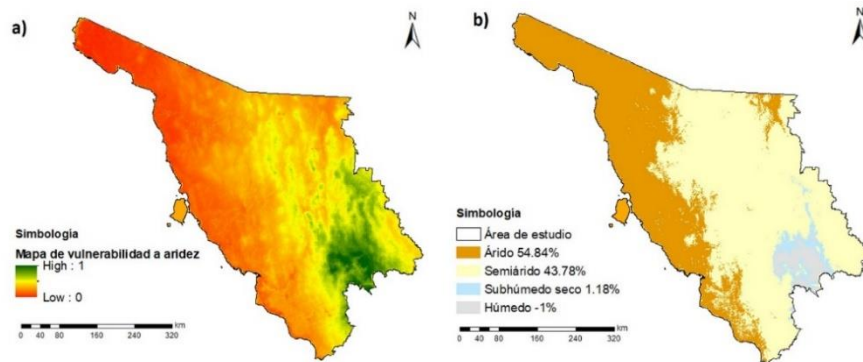 a)
N
Simbología
Mapa de vulnerabilidad a aridez
High : 1
Low : 0
km
0 40 80 160 240 320
b)
N
Simbología
Área de estudio
Árido 54.84%
Semiárido 43.78%
Subhúmedo seco 1.18%
Húmedo -1%
km
0 40 80 160 240 320